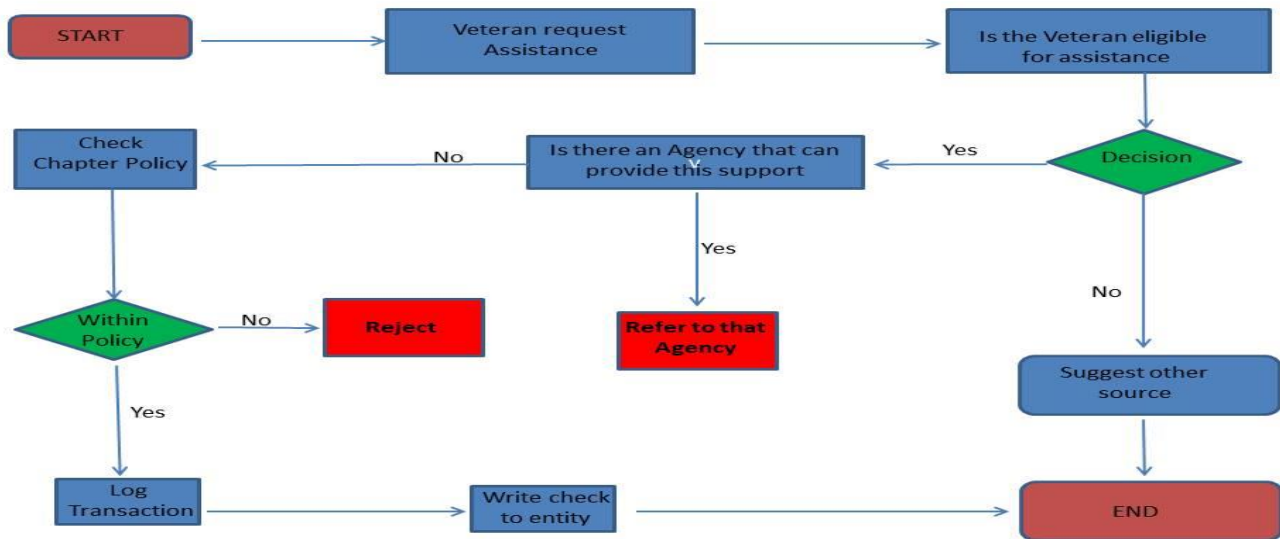 START
Veteran request
Assistance
Is the Veteran eligible
for assistance
Check
Chapter Policy
No
Is there an Agency that can
provide this support
Y
Yes
Decision
Yes
No
Within
Policy
No
Reject
Refer to that
Agency
Suggest other
source
Yes
Log
Transaction
Write check
to entity
END